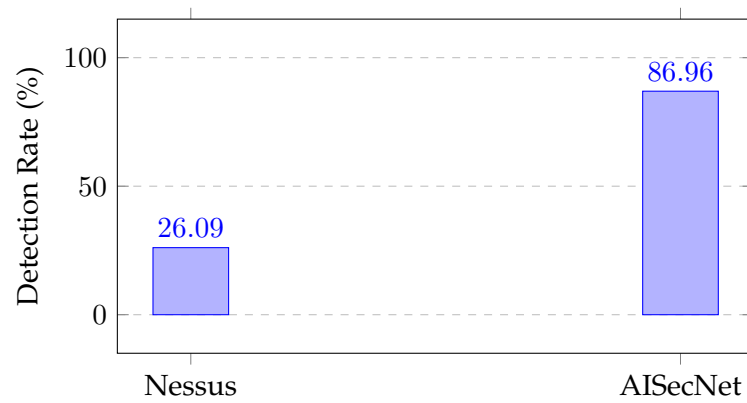 Detection Rate (%)
100
50
0
26.09
86.96
Nessus
AISecNet